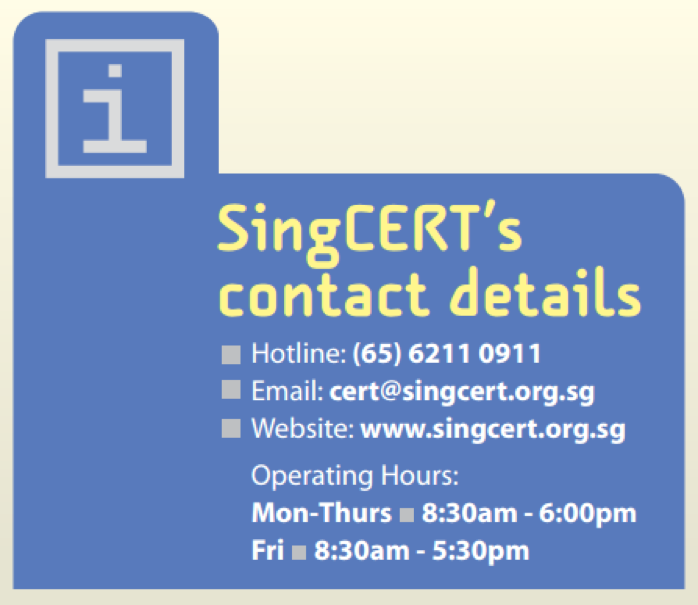 i
SingCERT's
contact details
Hotline: (65) 6211 0911
Email: cert@singcert.org.sg
Website: www.singcert.org.sg
Operating Hours:
Mon-Thurs ■ 8:30am - 6:00pm
Fri ■ 8:30am - 5:30pm